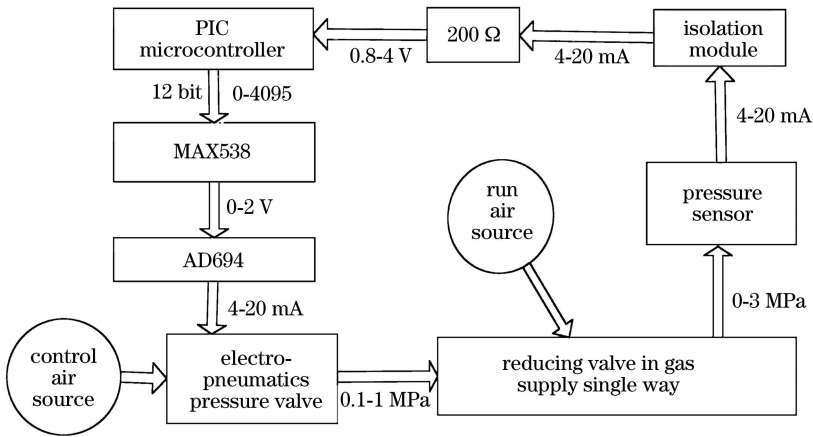 PIC
microcontroller
200 Ω
isolation
module
0.8-4 V
4-20 mA
12 bit
0-4095
4-20 mA
MAX538
run
air
source
pressure
sensor
0-2 V
AD694
4-20 mA
0-3 MPa
control
air
source
electro-
pneumatics
pressure valve
0.1-1 MPa
reducing valve in gas
supply single way